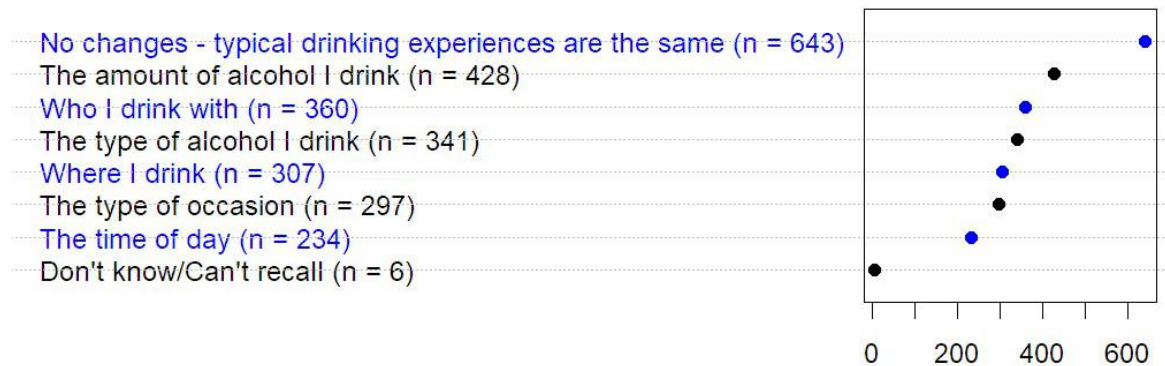 No changes - typical drinking experiences are the same (n = 643)
The amount of alcohol I drink (n = 428)
Who I drink with (n = 360)
The type of alcohol I drink (n = 341)
Where I drink (n = 307)
The type of occasion (n = 297)
The time of day (n = 234)
Don't know/Can't recall (n = 6)
0 200 400 600